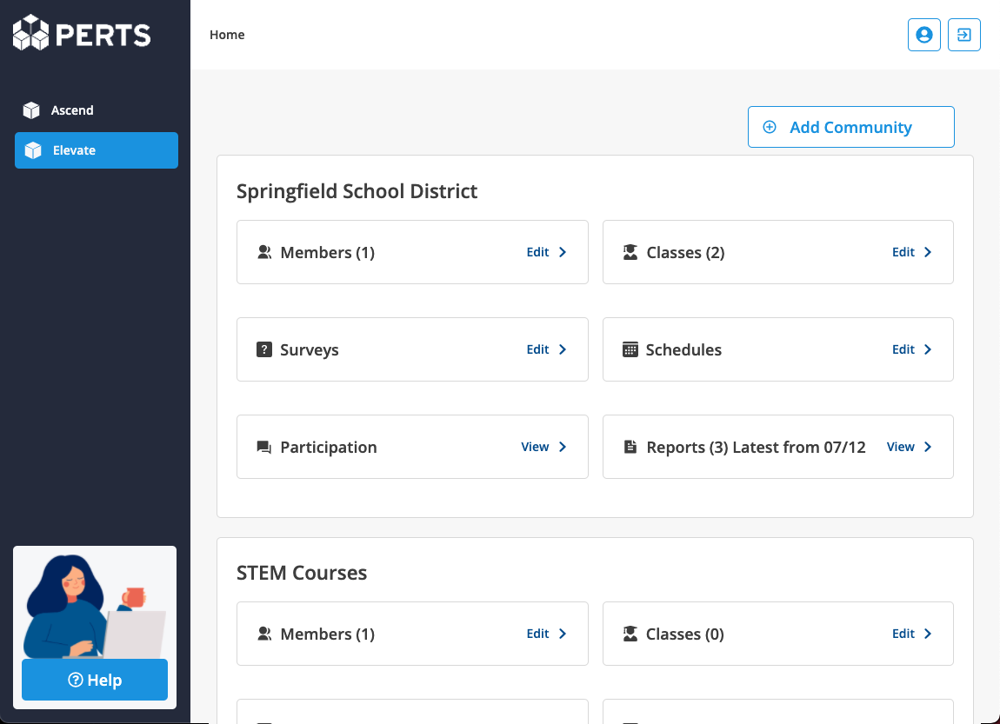 PERTS
Home
Ascend
Elevate
Add Community
Springfield School District
Members (1) Edit
Classes (2) Edit
Surveys Edit
Schedules Edit
Participation View
Reports (3) Latest from 07/12 View
STEM Courses
Members (1) Edit
Classes (0) Edit
Help